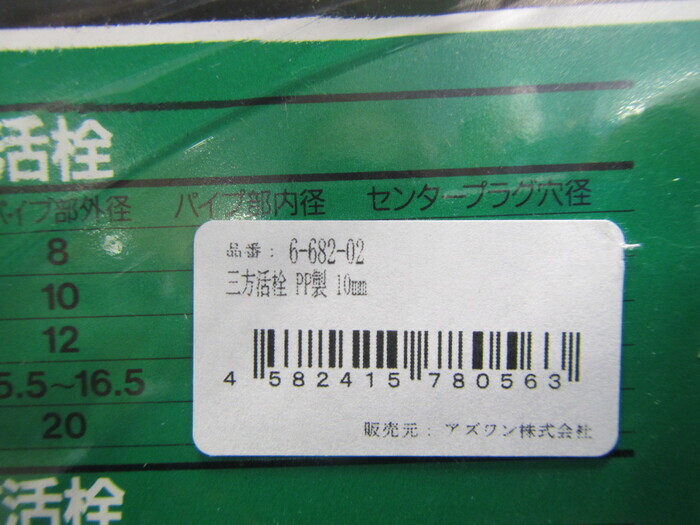 活栓
パイプ部外径 パイプ部内径 センタープラグ穴径
8
10
12
5.5〜16.5
20
品番： 6-682-02
三方活栓 PP製 10mm
4 582415 780563
販売元： アズワン株式会社
活栓